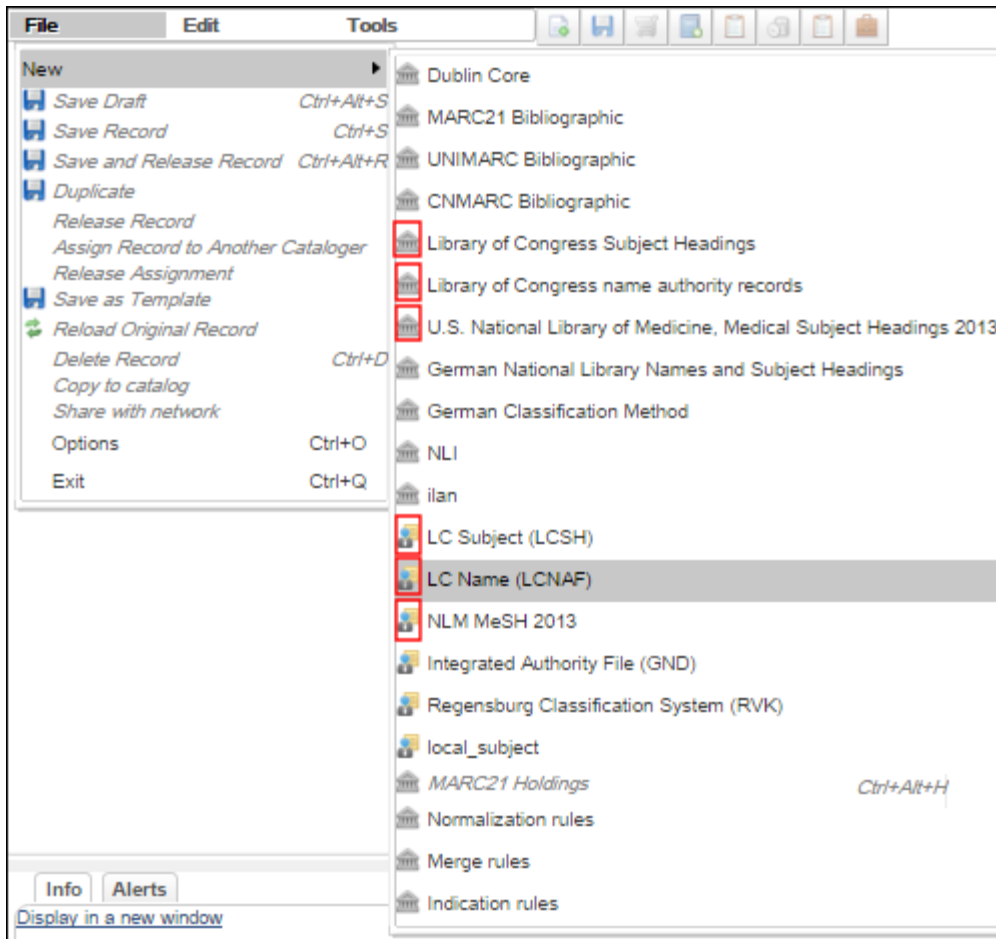 File Edit Tools
New
Save Draft Ctrl+Alt+S
Save Record Ctrl+S
Save and Release Record Ctrl+Alt+R
Duplicate
Release Record
Assign Record to Another Cataloger
Release Assignment
Save as Template
Reload Original Record
Delete Record Ctrl+D
Copy to catalog
Share with network
Options Ctrl+O
Exit Ctrl+Q
Dublin Core
MARC21 Bibliographic
UNIMARC Bibliographic
CNMARC Bibliographic
Library of Congress Subject Headings
Library of Congress name authority records
U.S. National Library of Medicine, Medical Subject Headings 2013
German National Library Names and Subject Headings
German Classification Method
NLI
ilan
LC Subject (LCSH)
LC Name (LCNAF)
NLM MeSH 2013
Integrated Authority File (GND)
Regensburg Classification System (RVK)
local_subject
MARC21 Holdings Ctrl+Alt+H
Normalization rules
Merge rules
Indication rules
Info Alerts
Display in a new window